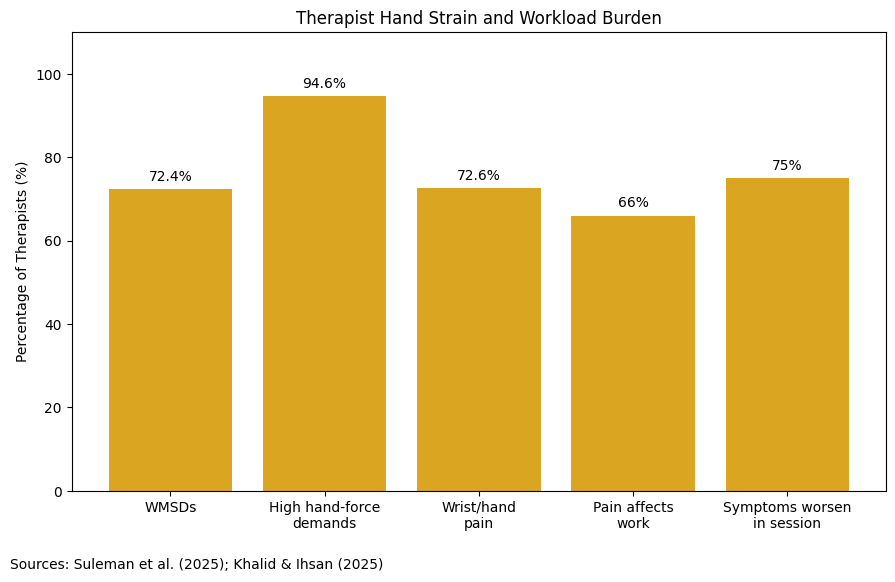 Therapist Hand Strain and Workload Burden
Percentage of Therapists (%)
100
80
60
40
20
0
72.4%
94.6%
72.6%
66%
75%
WMSDs
High hand-force
demands
Wrist/hand
pain
Pain affects
work
Symptoms worsen
in session
Sources: Suleman et al. (2025); Khalid & Ihsan (2025)